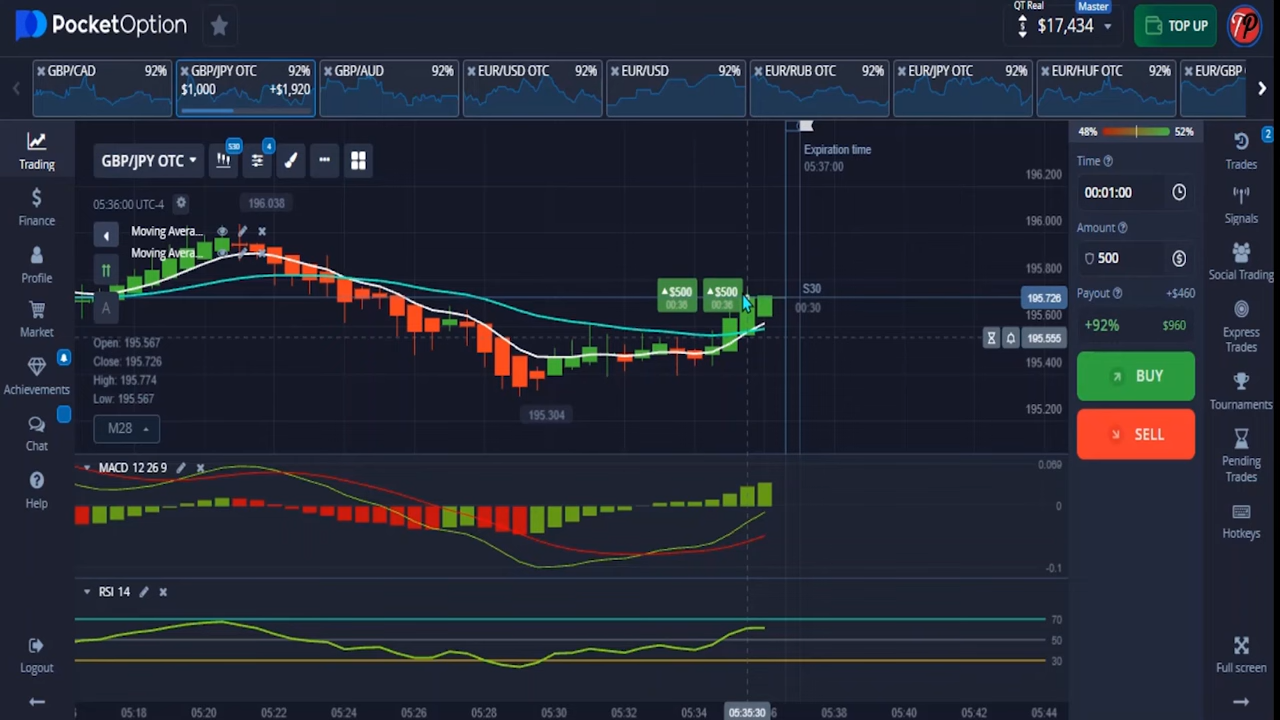 PocketOption
QT Real
Master
$17,434
TOP UP
GBP/CAD 92%
GBP/JPY OTC 92%
$1,000 +$1,920
GBP/AUD 92%
EUR/USD OTC 92%
EUR/USD 92%
EUR/RUB OTC 92%
EUR/JPY OTC 92%
EUR/HUF OTC 92%
EUR/GBP
Trading
Finance
Profile
Market
Achievements
Chat
Help
Logout
GBP/JPY OTC
S30
4
05:36:00 UTC-4
196.038
Moving Avera...
Moving Avera...
A
Open: 195.567
Close: 195.726
High: 195.774
Low: 195.567
M28
$500
00:36
$500
00:36
195.304
Expiration time
05:37:00
S30
00:30
196.200
196.000
195.800
195.726
195.600
195.555
195.400
195.200
MACD 12 26 9
0.069
0
-0.1
RSI 14
70
50
30
05:18 05:20 05:22 05:24 05:26 05:28 05:30 05:32 05:34 05:35:30 05:38 05:40 05:42 05:44
48% 52%
Time
00:01:00
Amount
500
Payout +$460
+92% $960
BUY
SELL
2
Trades
Signals
Social Trading
Express
Trades
Tournaments
Pending
Trades
Hotkeys
Full screen